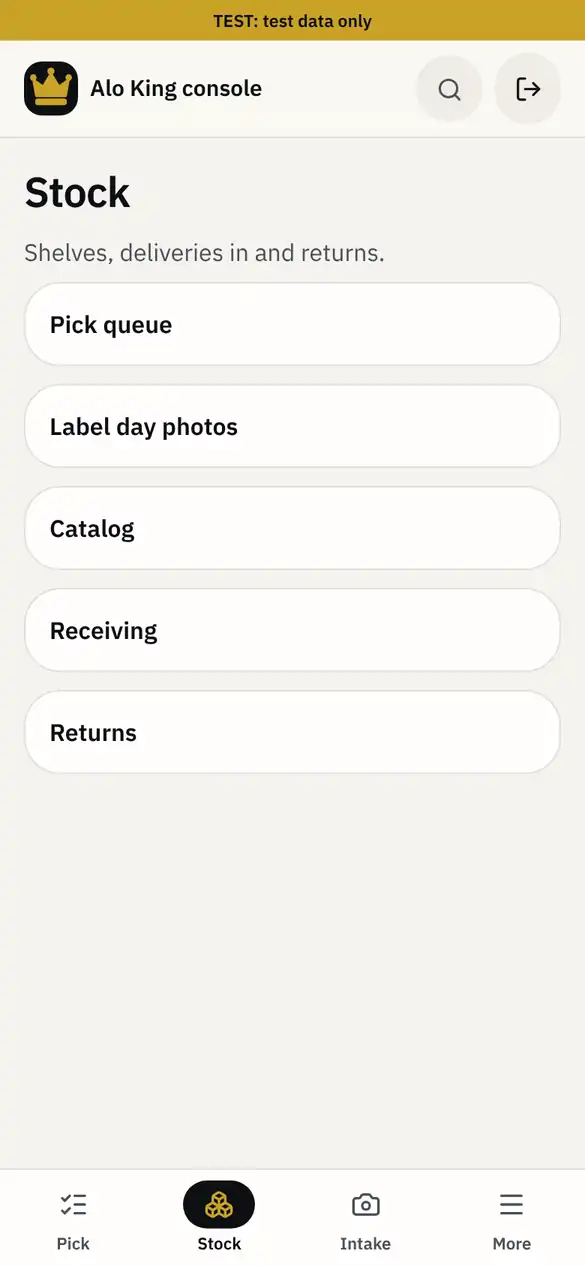 TEST: test data only
Alo King console
Stock
Shelves, deliveries in and returns.
Pick queue
Label day photos
Catalog
Receiving
Returns
Pick
Stock
Intake
More